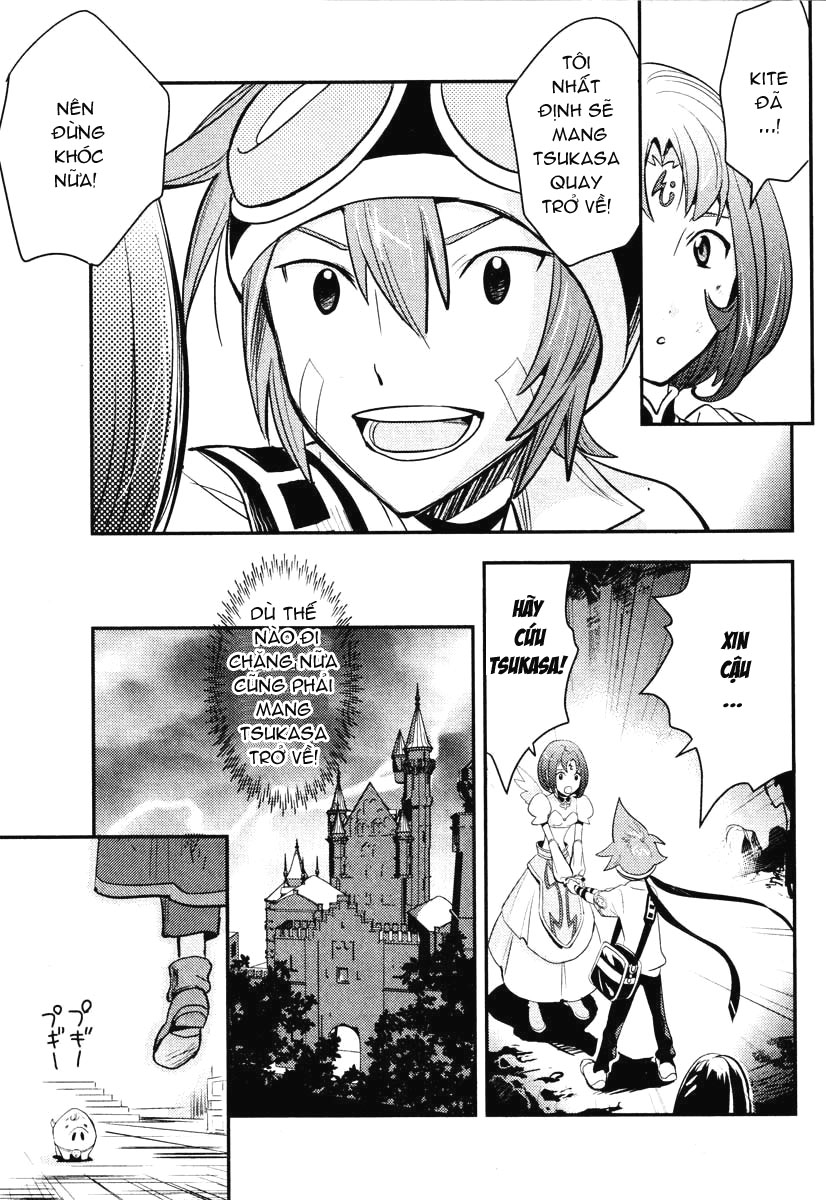 KITE
ĐÃ
...!
TÔI
NHẤT
ĐỊNH SẼ
MANG
TSUKASA
QUAY
TRỞ VỀ!
NÊN
ĐỪNG
KHÓC
NỮA!
XIN
CẬU
...
HÃY
CỨU
TSUKASA!
DÙ THẾ
NÀO ĐI
CHĂNG NỮA
CŨNG PHẢI
MANG
TSUKASA
TRỞ VỀ!
プギー
プギー